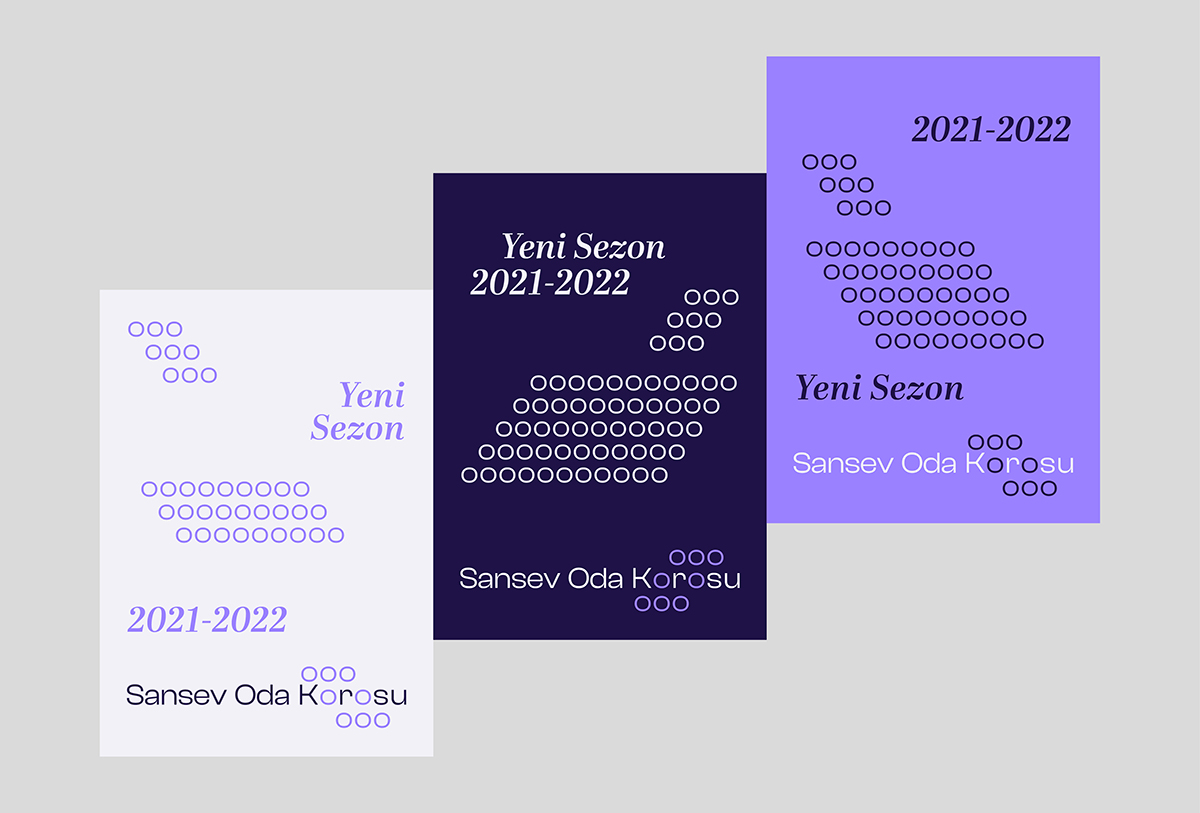 Yeni
Sezon
2021-2022
Sansev Oda Korosu
Yeni Sezon
2021-2022
Sansev Oda Korosu
2021-2022
Yeni Sezon
Sansev Oda Korosu